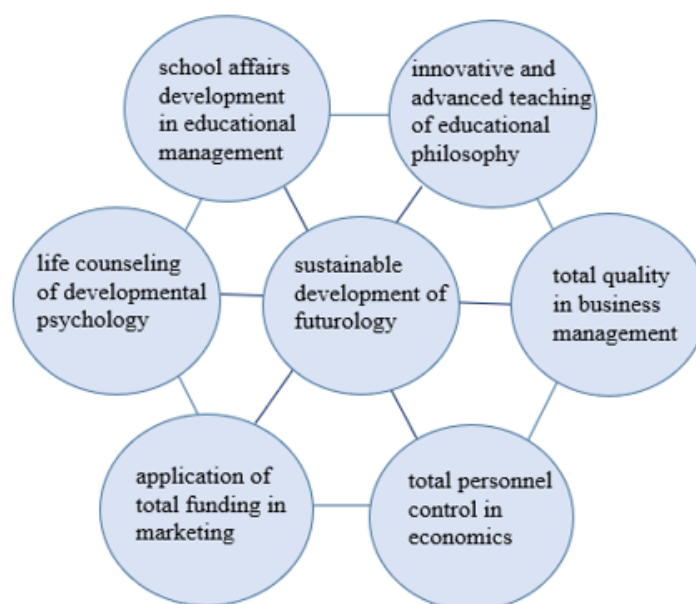 school affairs
development
in educational
management
innovative and
advanced teaching
of educational
philosophy
life counseling
of developmental
psychology
sustainable
development of
futurology
total quality
in business
management
application of
total funding in
marketing
total personnel
control in
economics